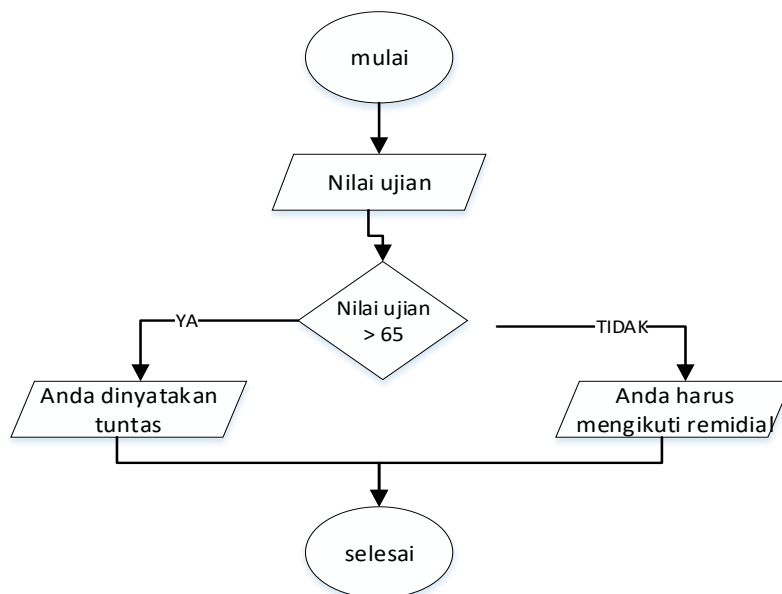 mulai
Nilai ujian
Nilai ujian
> 65
YA
TIDAK
Anda dinyatakan
tuntas
Anda harus
mengikuti remidial
selesai